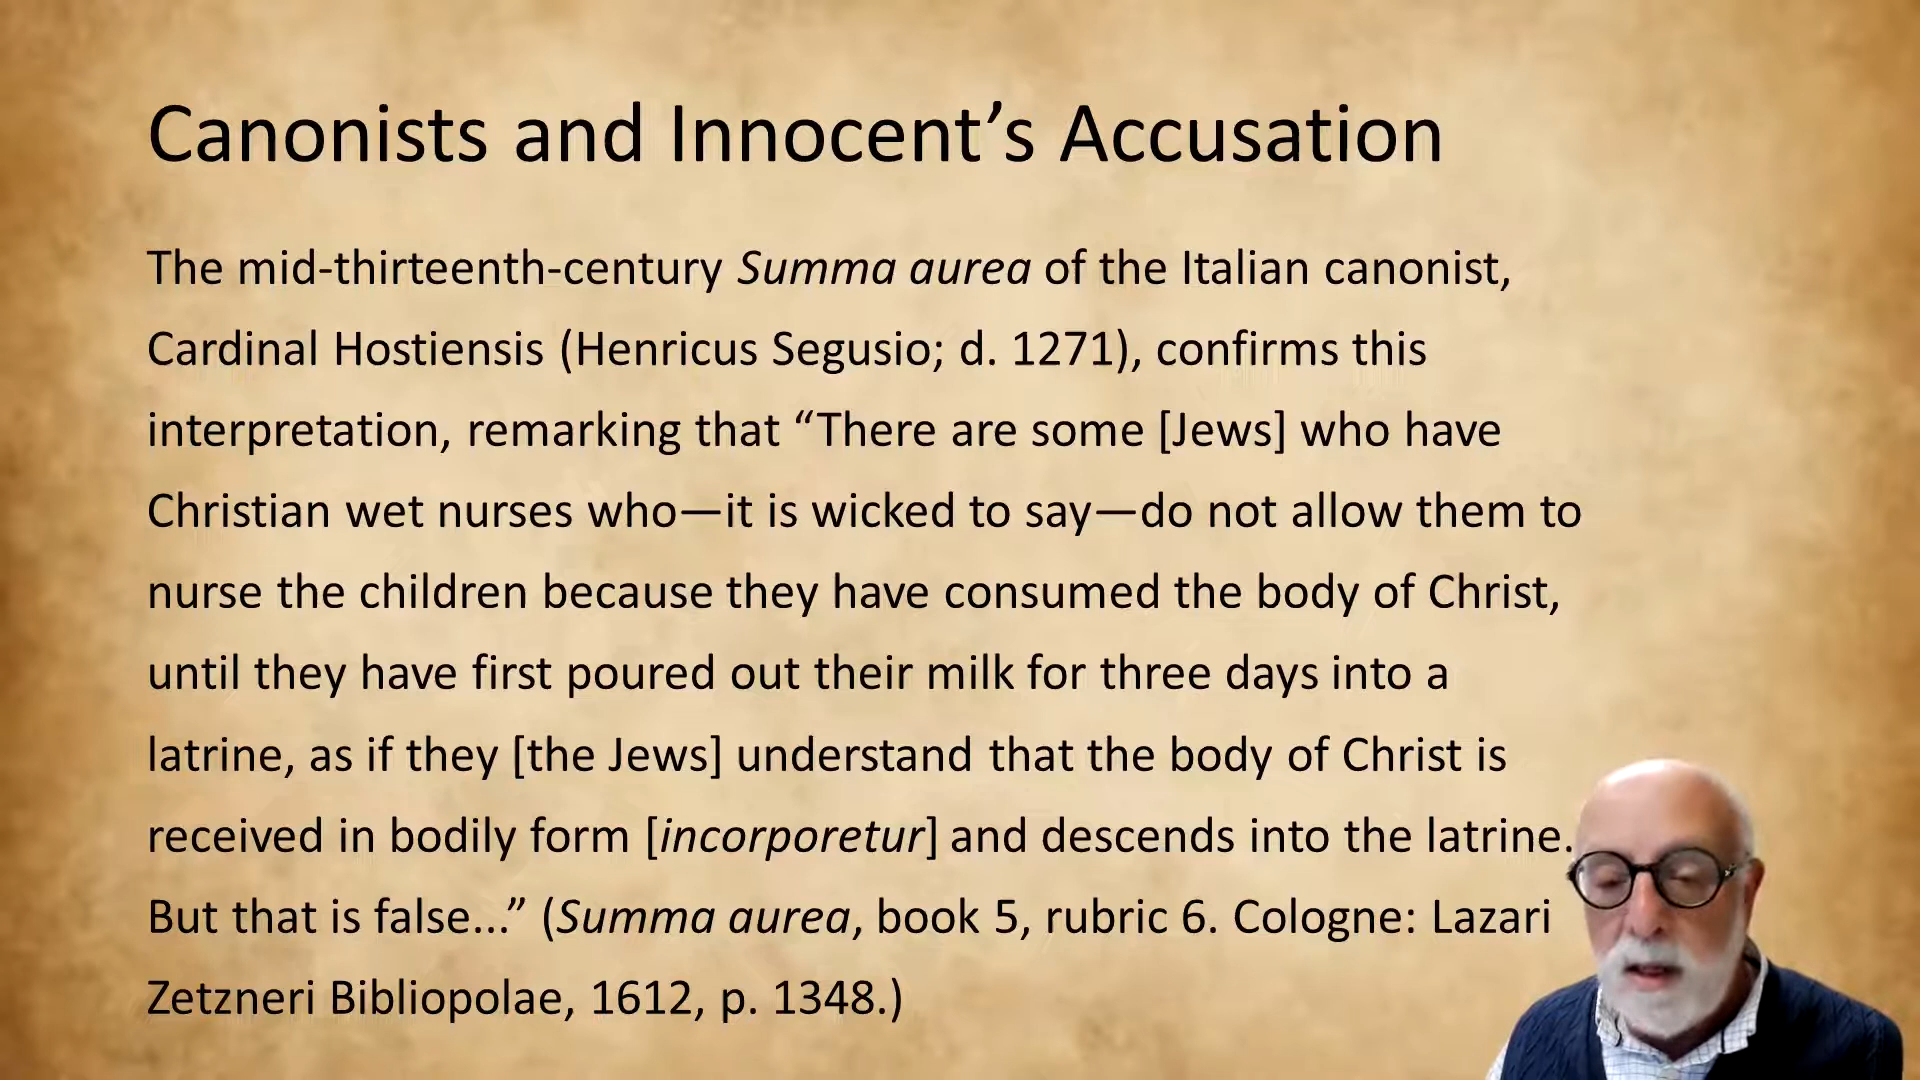 Canonists and Innocent’s Accusation
The mid-thirteenth-century Summa aurea of the Italian canonist,
Cardinal Hostiensis (Henricus Segusio; d. 1271), confirms this
interpretation, remarking that “There are some [Jews] who have
Christian wet nurses who—it is wicked to say—do not allow them to
nurse the children because they have consumed the body of Christ,
until they have first poured out their milk for three days into a
latrine, as if they [the Jews] understand that the body of Christ is
received in bodily form [incorporetur] and descends into the latrine.
But that is false...” (Summa aurea, book 5, rubric 6. Cologne: Lazari
Zetzneri Bibliopolae, 1612, p. 1348.)